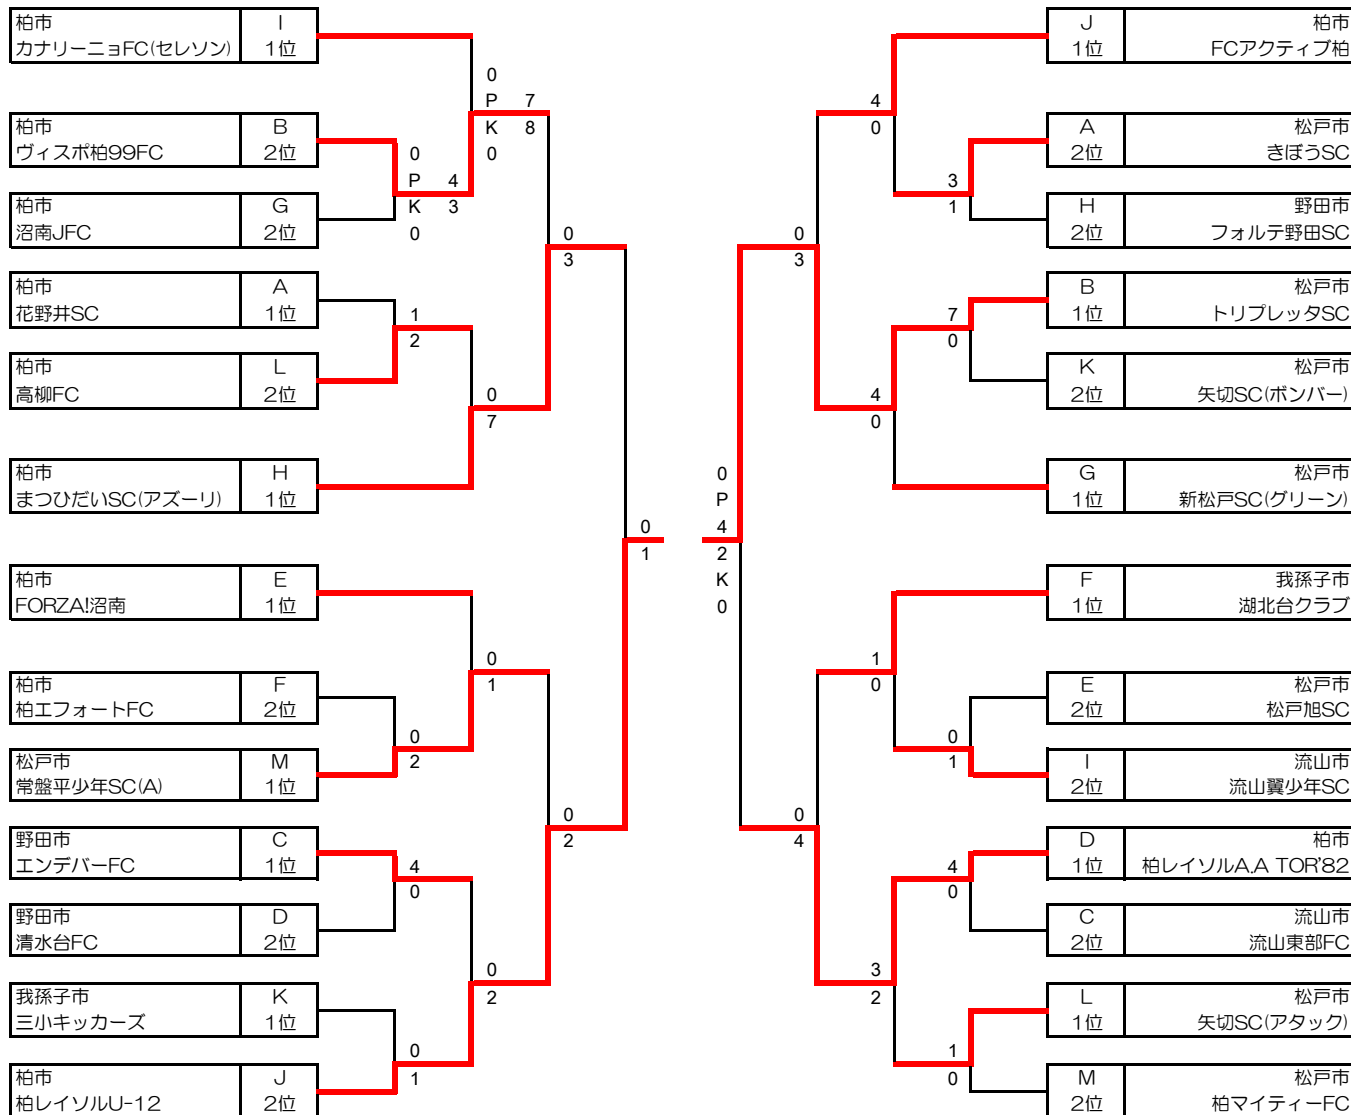 柏市 I
カナリーニョFC(セレソン) 1位
0
P 7
K 8
0
柏市 B
ヴィスポ柏99FC 2位
0
P 4
K 3
0
柏市 G
沼南JFC 2位
0
3
柏市 A
花野井SC 1位
1
2
柏市 L
高柳FC 2位
0
7
柏市 H
まつひだいSC(アズーリ) 1位
0
1
柏市 E
FORZA!沼南 1位
0
1
柏市 F
柏エフォートFC 2位
0
2
松戸市 M
常盤平少年SC(A) 1位
0
2
野田市 C
エンデバーFC 1位
4
0
野田市 D
清水台FC 2位
0
2
我孫子市 K
三小キッカーズ 1位
0
1
柏市 J
柏レイソルU-12 2位
J 柏市
1位 FCアクティブ柏
4
0
A 松戸市
2位 きぼうSC
3
1
H 野田市
2位 フォルテ野田SC
0
3
B 松戸市
1位 トリプレッタSC
7
0
K 松戸市
2位 矢切SC(ボンバー)
4
0
G 松戸市
1位 新松戸SC(グリーン)
0
P
4
2
K
0
F 我孫子市
1位 湖北台クラブ
1
0
E 松戸市
2位 松戸旭SC
0
1
I 流山市
2位 流山翼少年SC
0
4
D 柏市
1位 柏レイソルA.A TOR'82
4
0
C 流山市
2位 流山東部FC
3
2
L 松戸市
1位 矢切SC(アタック)
1
0
M 松戸市
2位 柏マイティーFC